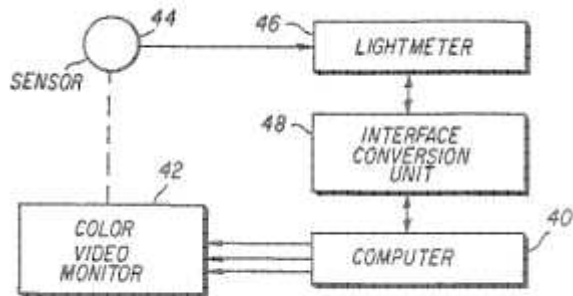 44
SENSOR
46
LIGHTMETER
48
INTERFACE
CONVERSION
UNIT
42
COLOR
VIDEO
MONITOR
40
COMPUTER